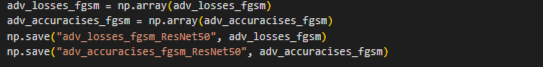 adv_losses_fgsm = np.array(adv_losses_fgsm)
adv_accuracises_fgsm = np.array(adv_accuracises_fgsm)
np.save("adv_losses_fgsm_ResNet50", adv_losses_fgsm)
np.save("adv_accuracises_fgsm_ResNet50", adv_accuracises_fgsm)